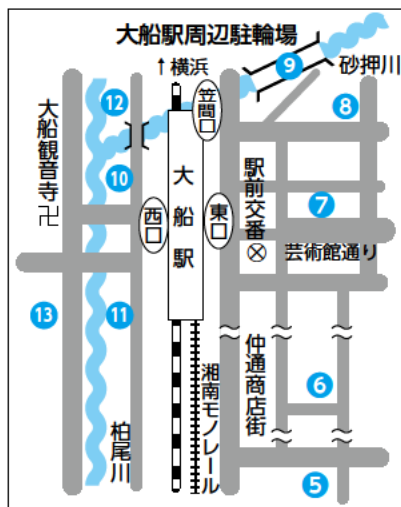 大船駅周辺駐輪場
↑横浜
砂押川
笠間口
大船観音寺
卍
大船駅
西口
東口
駅前交番
芸術館通り
仲通商店街
湘南モノレール
柏尾川
⑨
⑫
⑧
⑩
⑦
⑬
⑪
⑥
⑤